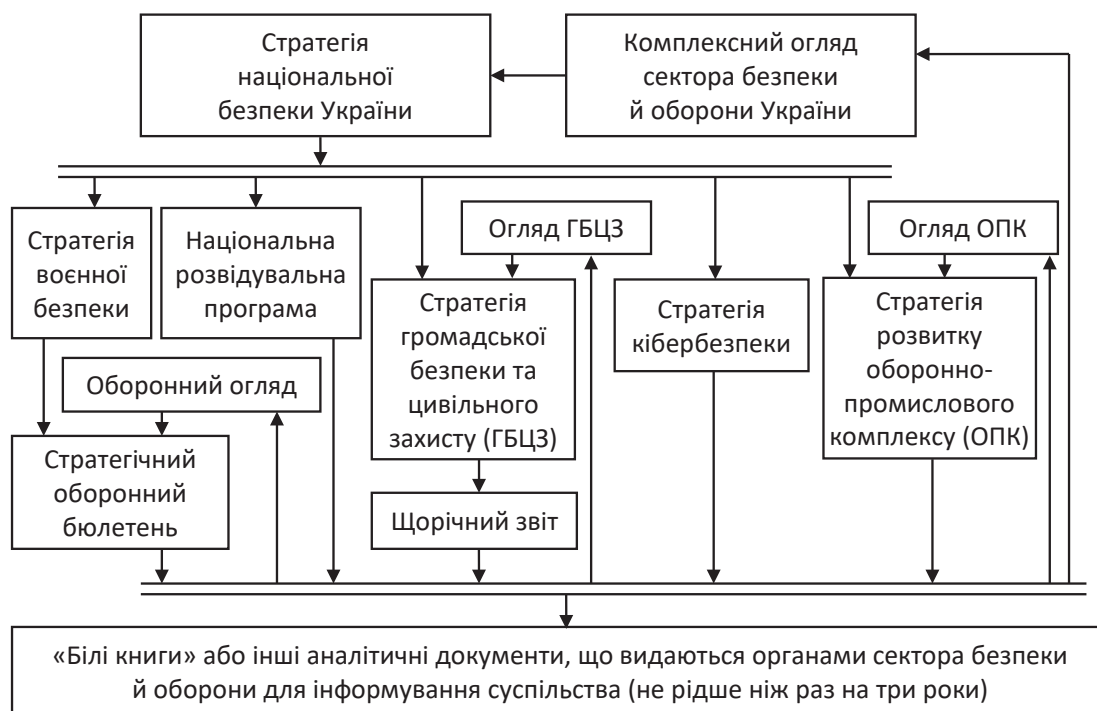 Стратегія
національної
безпеки України
Комплексний огляд
сектора безпеки
й оборони України
Стратегія
воєнної
безпеки
Національна
розвідувальна
програма
Огляд ГБЦЗ
Огляд ОПК
Стратегія
громадської
безпеки та
цивільного
захисту (ГБЦЗ)
Стратегія
кібербезпеки
Стратегія
розвитку
оборонно-
промислового
комплексу (ОПК)
Оборонний огляд
Стратегічний
оборонний
бюлетень
Щорічний звіт
«Білі книги» або інші аналітичні документи, що видаються органами сектора безпеки
й оборони для інформування суспільства (не рідше ніж раз на три роки)